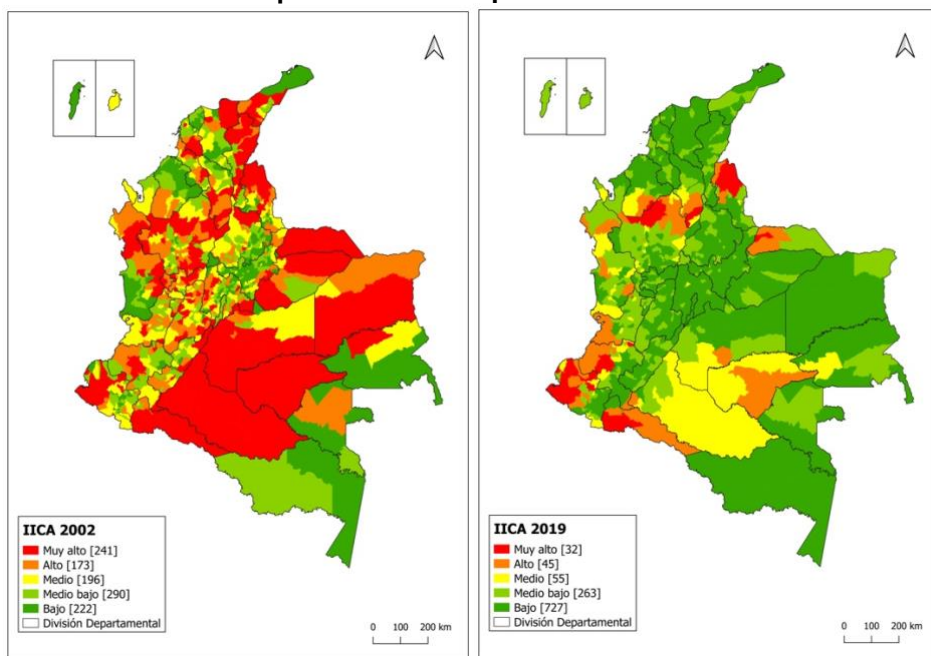 IICA 2002
Muy alto [241]
Alto [173]
Medio [196]
Medio bajo [290]
Bajo [222]
División Departamental
0 100 200 km
IICA 2019
Muy alto [32]
Alto [45]
Medio [55]
Medio bajo [263]
Bajo [727]
División Departamental
0 100 200 km